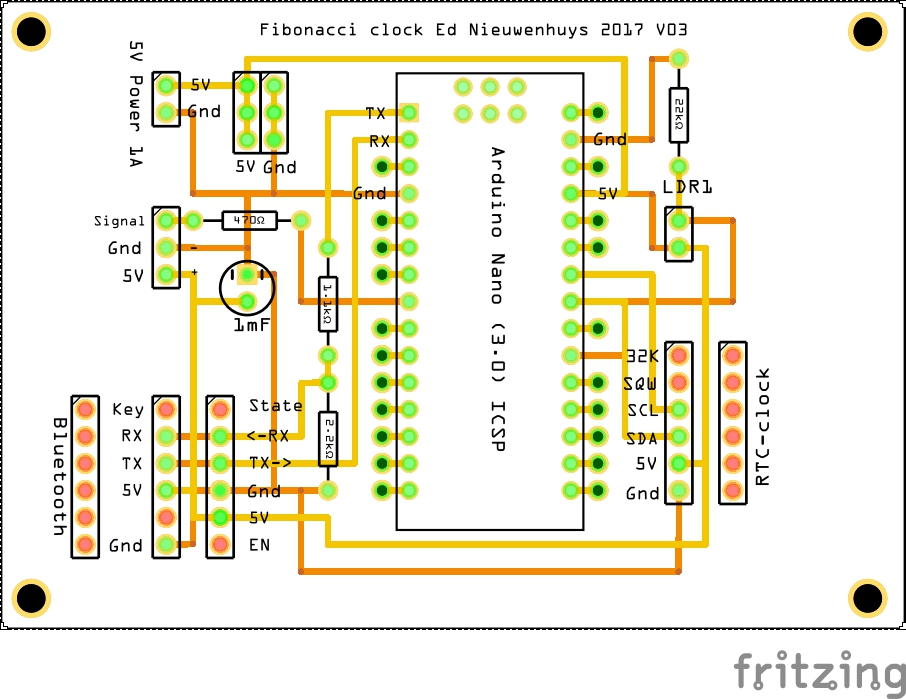 Fibonacci clock Ed Nieuwenhuys 2017 V03
5V Power 1A
5V
Gnd
5V Gnd
TX
RX
Gnd
Gnd
5V
22kΩ
LDR1
Signal
Gnd -
5V +
470Ω
1mF
1.1kΩ
2.2kΩ
Arduino Nano (3.0) ICSP
32K
SQW
SCL
SDA
5V
Gnd
RTC-clock
Bluetooth
Key
RX
TX
5V
Gnd
State
<-RX
TX->
Gnd
5V
EN
fritzing